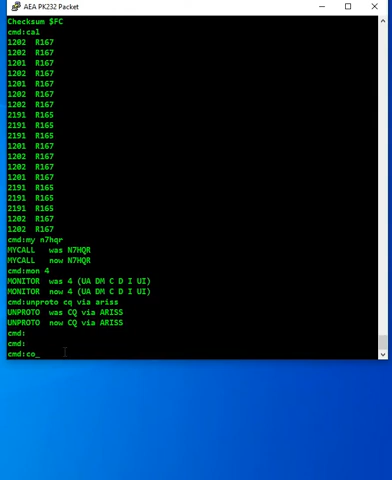 AEA PK232 Packet
Checksum $FC
cmd:cal
1202 R167
1202 R167
1201 R167
1202 R167
1201 R167
1202 R167
1202 R167
2191 R165
2191 R165
1201 R167
1202 R167
1202 R167
1201 R167
2191 R165
2191 R165
2191 R165
1202 R167
1202 R167
cmd:my n7hqr
MYCALL was N7HQR
MYCALL now N7HQR
cmd:mon 4
MONITOR was 4 (UA DM C D I UI)
MONITOR now 4 (UA DM C D I UI)
cmd:unproto cq via ariss
UNPROTO was CQ via ARISS
UNPROTO now CQ via ARISS
cmd:
cmd:
cmd:co_